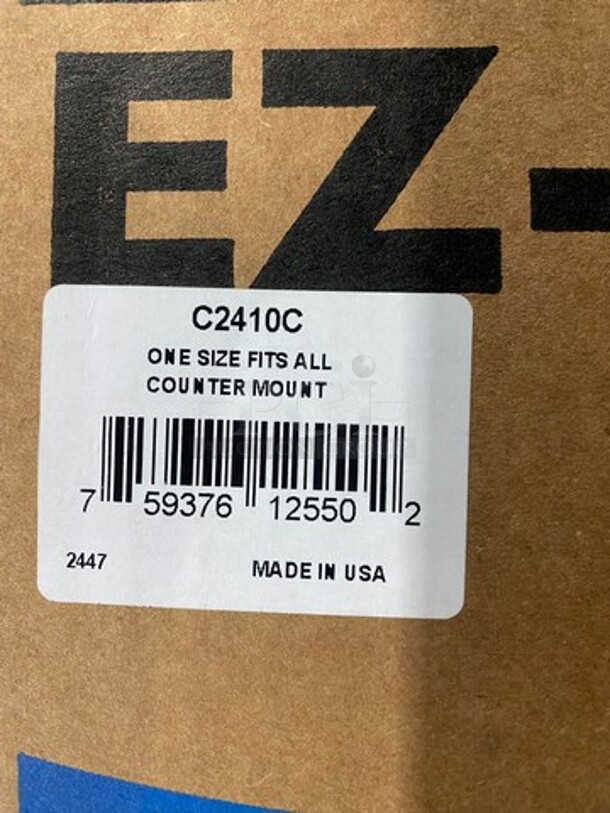 EZ-
C2410C
ONE SIZE FITS ALL
COUNTER MOUNT
7 59376 12550 2
2447 MADE IN USA